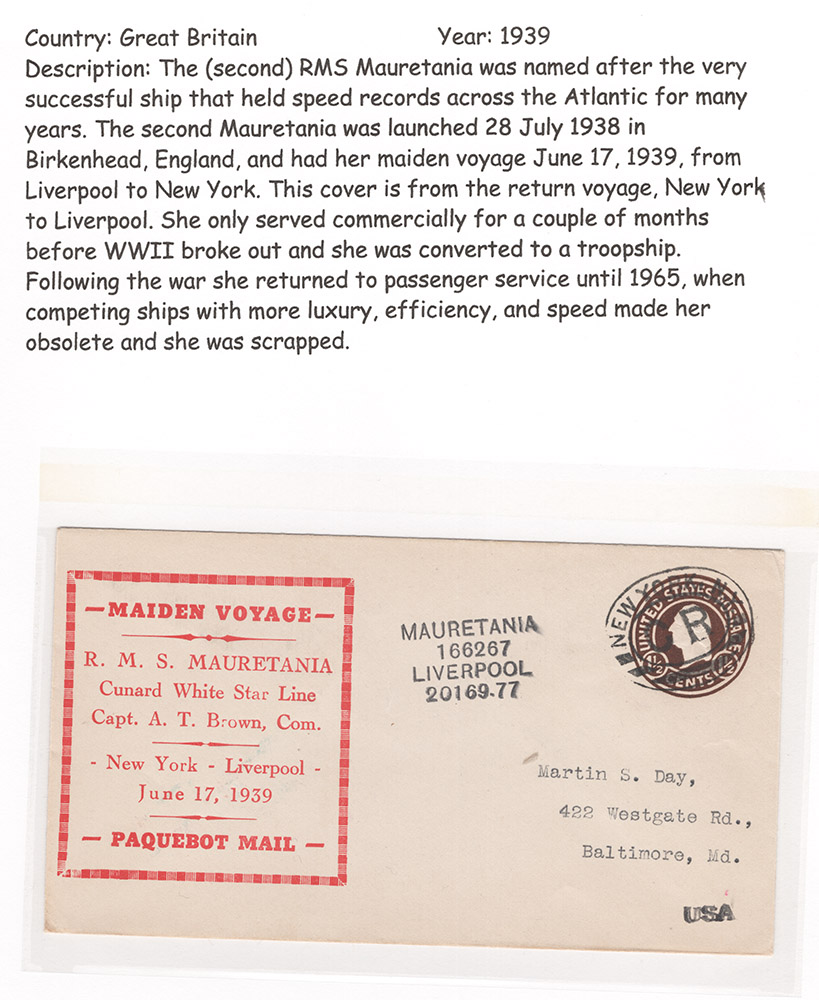 Country: Great Britain Year: 1939
Description: The (second) RMS Mauretania was named after the very
successful ship that held speed records across the Atlantic for many
years. The second Mauretania was launched 28 July 1938 in
Birkenhead, England, and had her maiden voyage June 17, 1939, from
Liverpool to New York. This cover is from the return voyage, New York
to Liverpool. She only served commercially for a couple of months
before WWII broke out and she was converted to a troopship.
Following the war she returned to passenger service until 1965, when
competing ships with more luxury, efficiency, and speed made her
obsolete and she was scrapped.
— MAIDEN VOYAGE —
R. M. S. MAURETANIA
Cunard White Star Line
Capt. A. T. Brown, Com.
- New York - Liverpool -
June 17, 1939
— PAQUEBOT MAIL —
MAURETANIA
166267
LIVERPOOL
20169.77
NEW YORK, N.Y.
UNITED STATES POSTAGE
CENTS
Martin S. Day,
422 Westgate Rd.,
Baltimore, Md.
USA